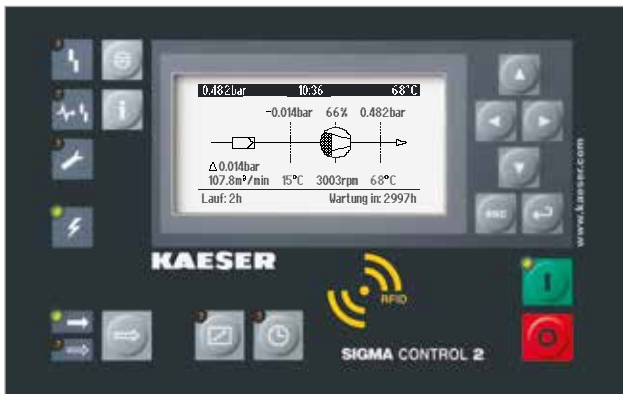 0.482bar 10:36 68°C
-0.014bar 66% 0.482bar
Δ0.014bar
107.8m³/min 15°C 3003rpm 68°C
Lauf: 2h Wartung in: 2997h
i
esc
www.kaeser.com
KAESER
RFID
I
O
SIGMA CONTROL 2